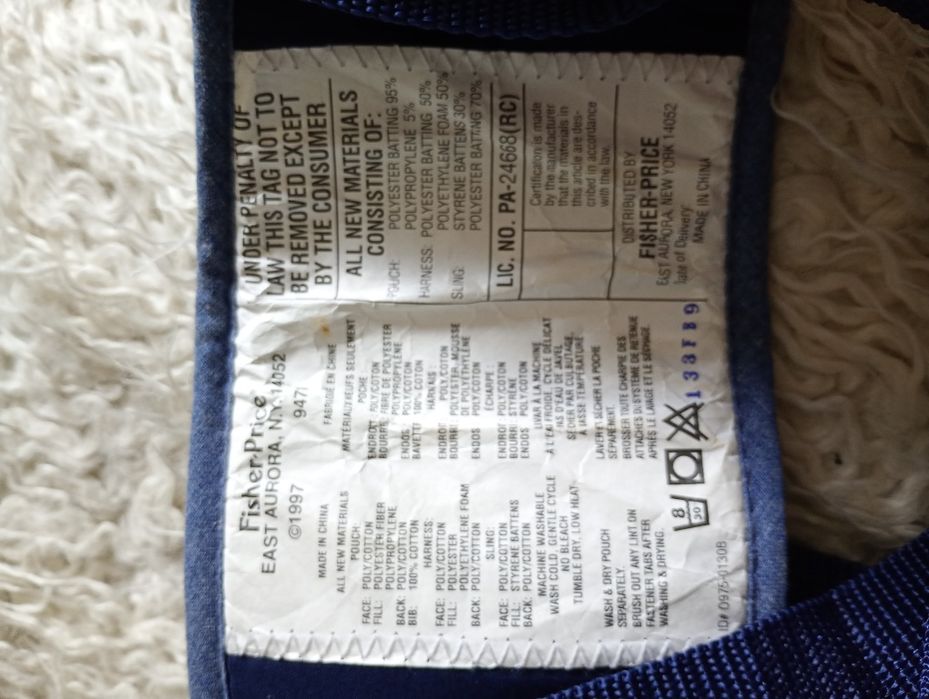 Fisher-Price
EAST AURORA, N.Y. 14052
©1997 9471
MADE IN CHINA
ALL NEW MATERIALS
POUCH:
FACE: POLY/COTTON
FILL: POLYESTER FIBER
POLYPROPYLENE
BACK: POLY/COTTON
BIB: 100% COTTON
HARNESS:
FACE: POLY/COTTON
FILL: POLYESTER
POLYETHYLENE FOAM
BACK: POLY/COTTON
SLING:
FACE: POLY/COTTON
FILL: STYRENE BATTENS
BACK: POLY/COTTON
MACHINE WASHABLE
WASH COLD, GENTLE CYCLE
NO BLEACH
TUMBLE DRY, LOW HEAT
WASH & DRY POUCH
SEPARATELY.
BRUSH OUT ANY LINT ON
FASTENER TABS AFTER
WASHING & DRYING.
ID# 0975-0130B
FABRIQUÉ EN CHINE
MATÉRIAUX NEUFS SEULEMENT
POCHE:
ENDROIT: POLY/COTON
BOURRE: FIBRE DE POLYESTER
POLYPROPYLÈNE
ENDOS: POLY/COTON
BAVETTE: 100% COTON
HARNAIS:
POLY/COTON
POLYESTER, MOUSSE
DE POLYÉTHYLÈNE
ENDOS: POLY/COTON
ÉCHARPE:
POLY/COTON
STYRÈNE
ENDOS: POLY/COTON
LAVER À LA MACHINE
À L'EAU FROIDE, CYCLE DÉLICAT
PAS D'EAU DE JAVEL
SÉCHER PAR CULBUTAGE,
À BASSE TEMPÉRATURE
LAVER ET SÉCHER LA POCHE
SÉPARÉMENT.
BROSSER TOUTE CHARPIE DES
ATTACHES DU SYSTÈME DE RETENUE
APRÈS LE LAVAGE ET LE SÉCHAGE.
8
30
UNDER PENALTY OF
LAW THIS TAG NOT TO
BE REMOVED EXCEPT
BY THE CONSUMER
ALL NEW MATERIALS
CONSISTING OF:
POUCH: POLYESTER BATTING 95%
POLYPROPYLENE 5%
HARNESS: POLYESTER BATTING 50%
POLYETHYLENE FOAM 50%
SLING: STYRENE BATTENS 30%
POLYESTER BATTING 70%
LIC. NO. PA-24668(RC)
Certification is made
by the manufacturer
that the materials in
this article are des-
cribed in accordance
with the law.
DISTRIBUTED BY
FISHER-PRICE
EAST AURORA, NEW YORK 14052
Date of Delivery
MADE IN CHINA